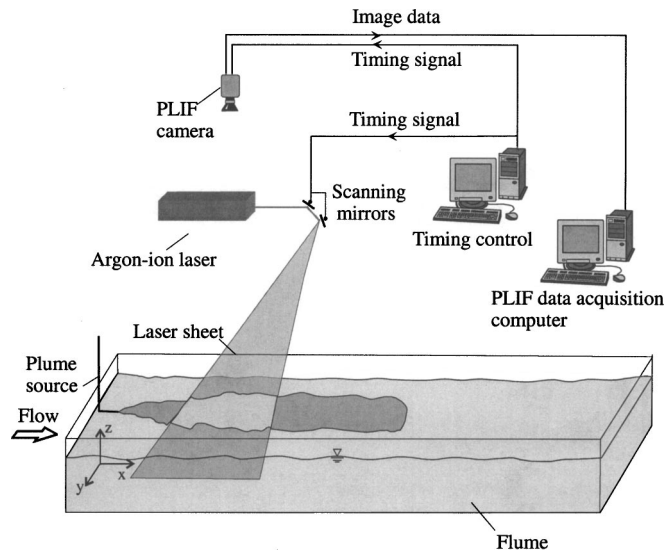 Image data
Timing signal
PLIF
camera
Timing signal
Scanning
mirrors
Timing control
Argon-ion laser
PLIF data acquisition
computer
Laser sheet
Plume
source
Flow
z
x
y
Flume